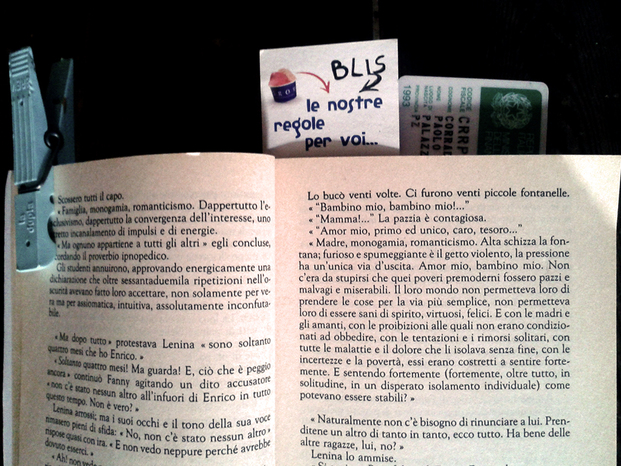 BLIS
le nostre
regole
per voi...
CODICE
FISCALE
CRRP
COGNOME
NOME
PAOLO
LUOGO DI
PROVINCIA
PZ
1993
Scossero tutti il capo.
« Famiglia, monogamia, romanticismo. Dappertutto l'e-
sclusivismo, dappertutto la convergenza dell'interesse, uno
stretto incanalamento di impulsi e di energie.
« Ma ognuno appartiene a tutti gli altri » egli concluse,
cordando il proverbio ipnopedico.
Gli studenti annuirono, approvando energicamente una
dichiarazione che oltre sessantaduemila ripetizioni nell'o-
scurità avevano fatto loro accettare, non solamente per ve-
ra ma per assiomatica, intuitiva, assolutamente inconfuta-
bile.
« Ma dopo tutto » protestava Lenina « sono soltanto
quattro mesi che ho Enrico. »
« Soltanto quattro mesi! Ma guarda! E, ciò che è peggio
ancora » continuò Fanny agitando un dito accusatore
« non c'è stato nessun altro all'infuori di Enrico in tutto
questo tempo. Non è vero? »
Lenina arrossì; ma i suoi occhi e il tono della sua voce
rimasero pieni di sfida: « No, non c'è stato nessun altro »
rispose quasi con ira. « E non vedo neppure perché avrebbe
dovuto esserci. »
« Ah! non vede
Lo bucò venti volte. Ci furono venti piccole fontanelle.
« "Bambino mio, bambino mio!..."
« "Mamma!..." La pazzia è contagiosa.
« "Amor mio, primo ed unico, caro, tesoro..."
« Madre, monogamia, romanticismo. Alta schizza la fon-
tana; furioso e spumeggiante è il getto violento, la pressione
ha un'unica via d'uscita. Amor mio, bambino mio. Non
c'era da stupirsi che quei poveri premoderni fossero pazzi e
malvagi e miserabili. Il loro mondo non permetteva loro di
prendere le cose per la via più semplice, non permetteva
loro di essere sani di spirito, virtuosi, felici. E con le madri e
gli amanti, con le proibizioni alle quali non erano condizio-
nati ad obbedire, con le tentazioni e i rimorsi solitari, con
tutte le malattie e il dolore che li isolava senza fine, con le
incertezze e la povertà, essi erano costretti a sentire forte-
mente. E sentendo fortemente (fortemente, oltre tutto, in
solitudine, in un disperato isolamento individuale) come
potevano essere stabili? »
« Naturalmente non c'è bisogno di rinunciare a lui. Pren-
ditene un altro di tanto in tanto, ecco tutto. Ha bene delle
altre ragazze, lui, no? »
Lenina lo ammise.